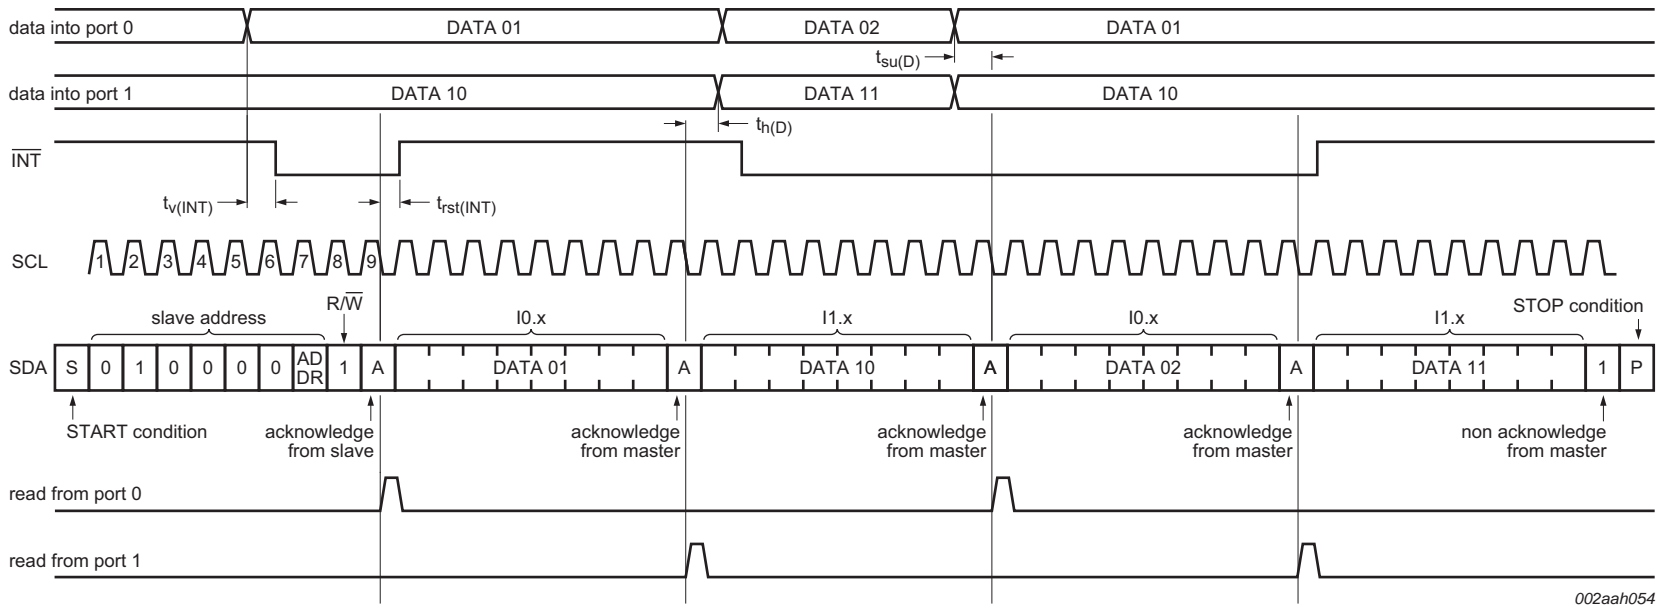 data into port 0
DATA 01
DATA 02
DATA 01
tsu(D)
data into port 1
DATA 10
DATA 11
DATA 10
th(D)
INT
tv(INT)
trst(INT)
SCL
1 2 3 4 5 6 7 8 9
R/W
STOP condition
slave address
I0.x
I1.x
I0.x
I1.x
SDA
S 0 1 0 0 0 0 AD DR 1 A DATA 01 A DATA 10 A DATA 02 A DATA 11 1 P
START condition
acknowledge
from slave
acknowledge
from master
acknowledge
from master
acknowledge
from master
non acknowledge
from master
read from port 0
read from port 1
002aah054